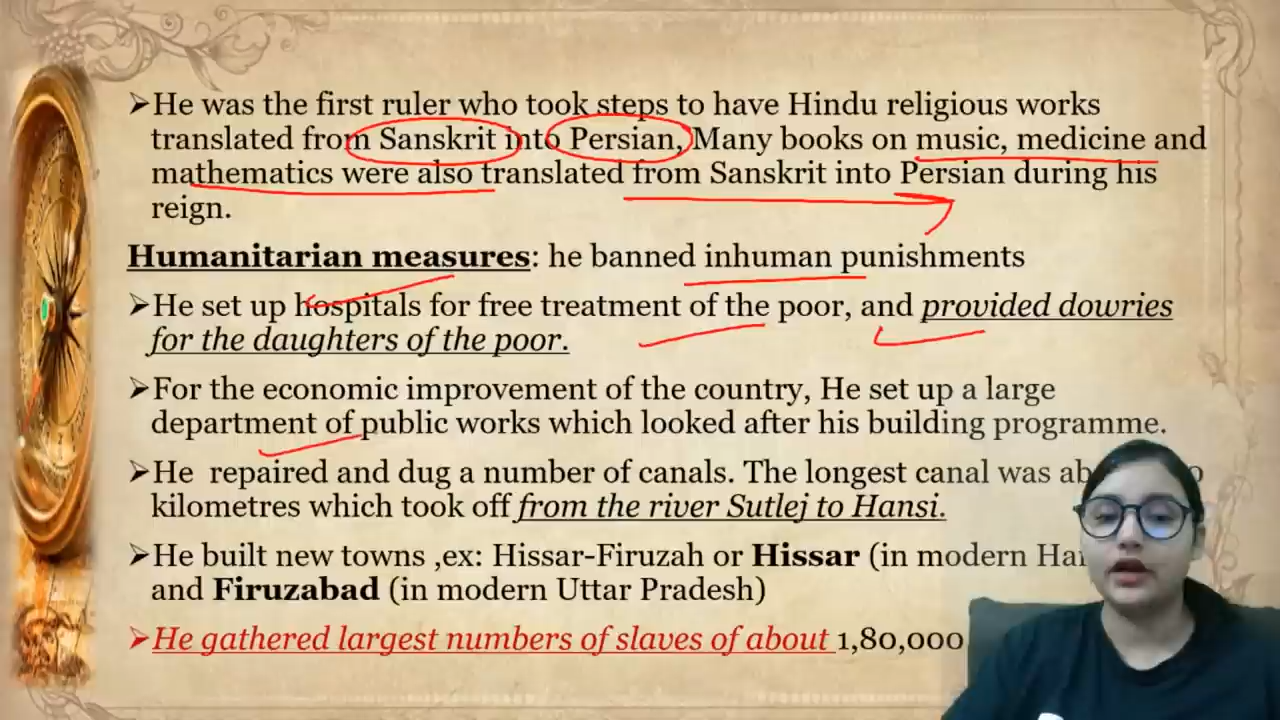 ➢He was the first ruler who took steps to have Hindu religious works
translated from Sanskrit into Persian, Many books on music, medicine and
mathematics were also translated from Sanskrit into Persian during his
reign.
Humanitarian measures: he banned inhuman punishments
➢He set up hospitals for free treatment of the poor, and provided dowries
for the daughters of the poor.
➢For the economic improvement of the country, He set up a large
department of public works which looked after his building programme.
➢He repaired and dug a number of canals. The longest canal was
kilometres which took off from the river Sutlej to Hansi.
➢He built new towns ,ex: Hissar-Firuzah or Hissar (in modern
and Firuzabad (in modern Uttar Pradesh)
➢He gathered largest numbers of slaves of about 1,80,000